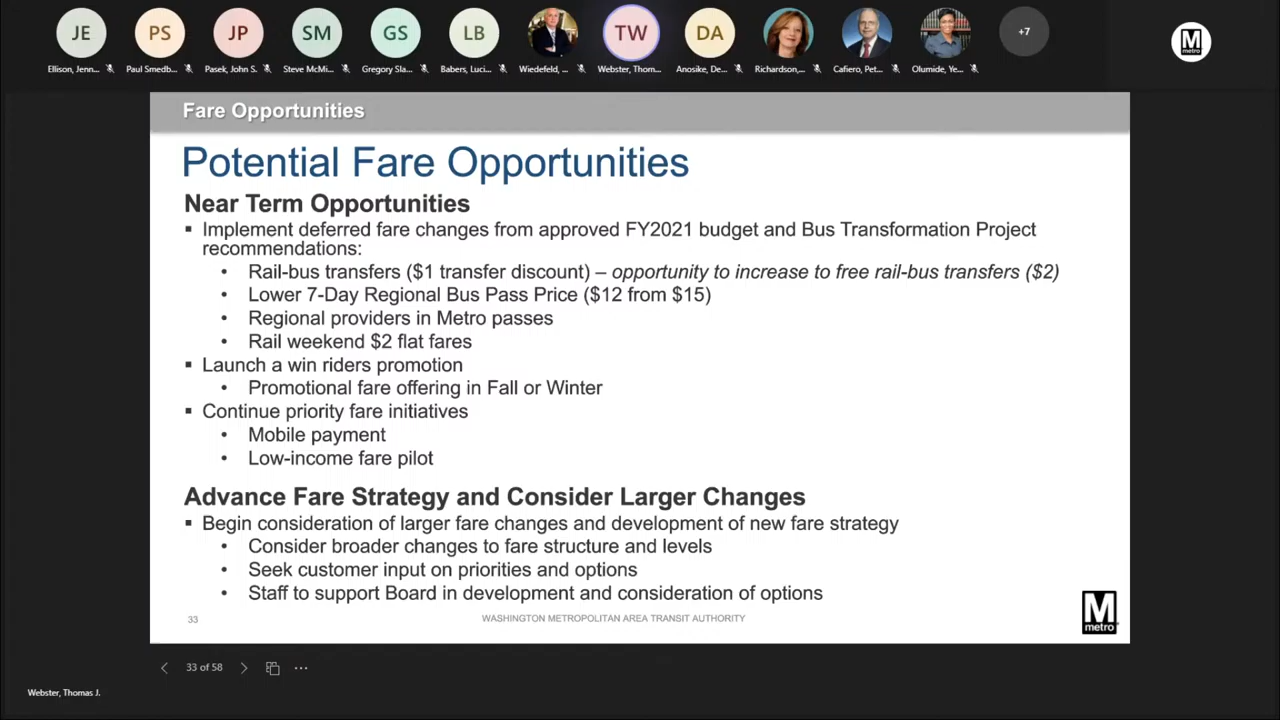 JE
PS
JP
SM
GS
LB
TW
DA
+7
M
metro
Ellison, Jenn...
Paul Smedb...
Pasek, John S.
Steve McMi...
Gregory Sla...
Babers, Luci...
Wiedefeld, ...
Webster, Thom...
Anosike, De...
Richardson,...
Cafiero, Pet...
Olumide, Ye...
Fare Opportunities
Potential Fare Opportunities
Near Term Opportunities
▪ Implement deferred fare changes from approved FY2021 budget and Bus Transformation Project
recommendations:
• Rail-bus transfers ($1 transfer discount) – opportunity to increase to free rail-bus transfers ($2)
• Lower 7-Day Regional Bus Pass Price ($12 from $15)
• Regional providers in Metro passes
• Rail weekend $2 flat fares
▪ Launch a win riders promotion
• Promotional fare offering in Fall or Winter
▪ Continue priority fare initiatives
• Mobile payment
• Low-income fare pilot
Advance Fare Strategy and Consider Larger Changes
▪ Begin consideration of larger fare changes and development of new fare strategy
• Consider broader changes to fare structure and levels
• Seek customer input on priorities and options
• Staff to support Board in development and consideration of options
33
WASHINGTON METROPOLITAN AREA TRANSIT AUTHORITY
M
metro
33 of 58
Webster, Thomas J.